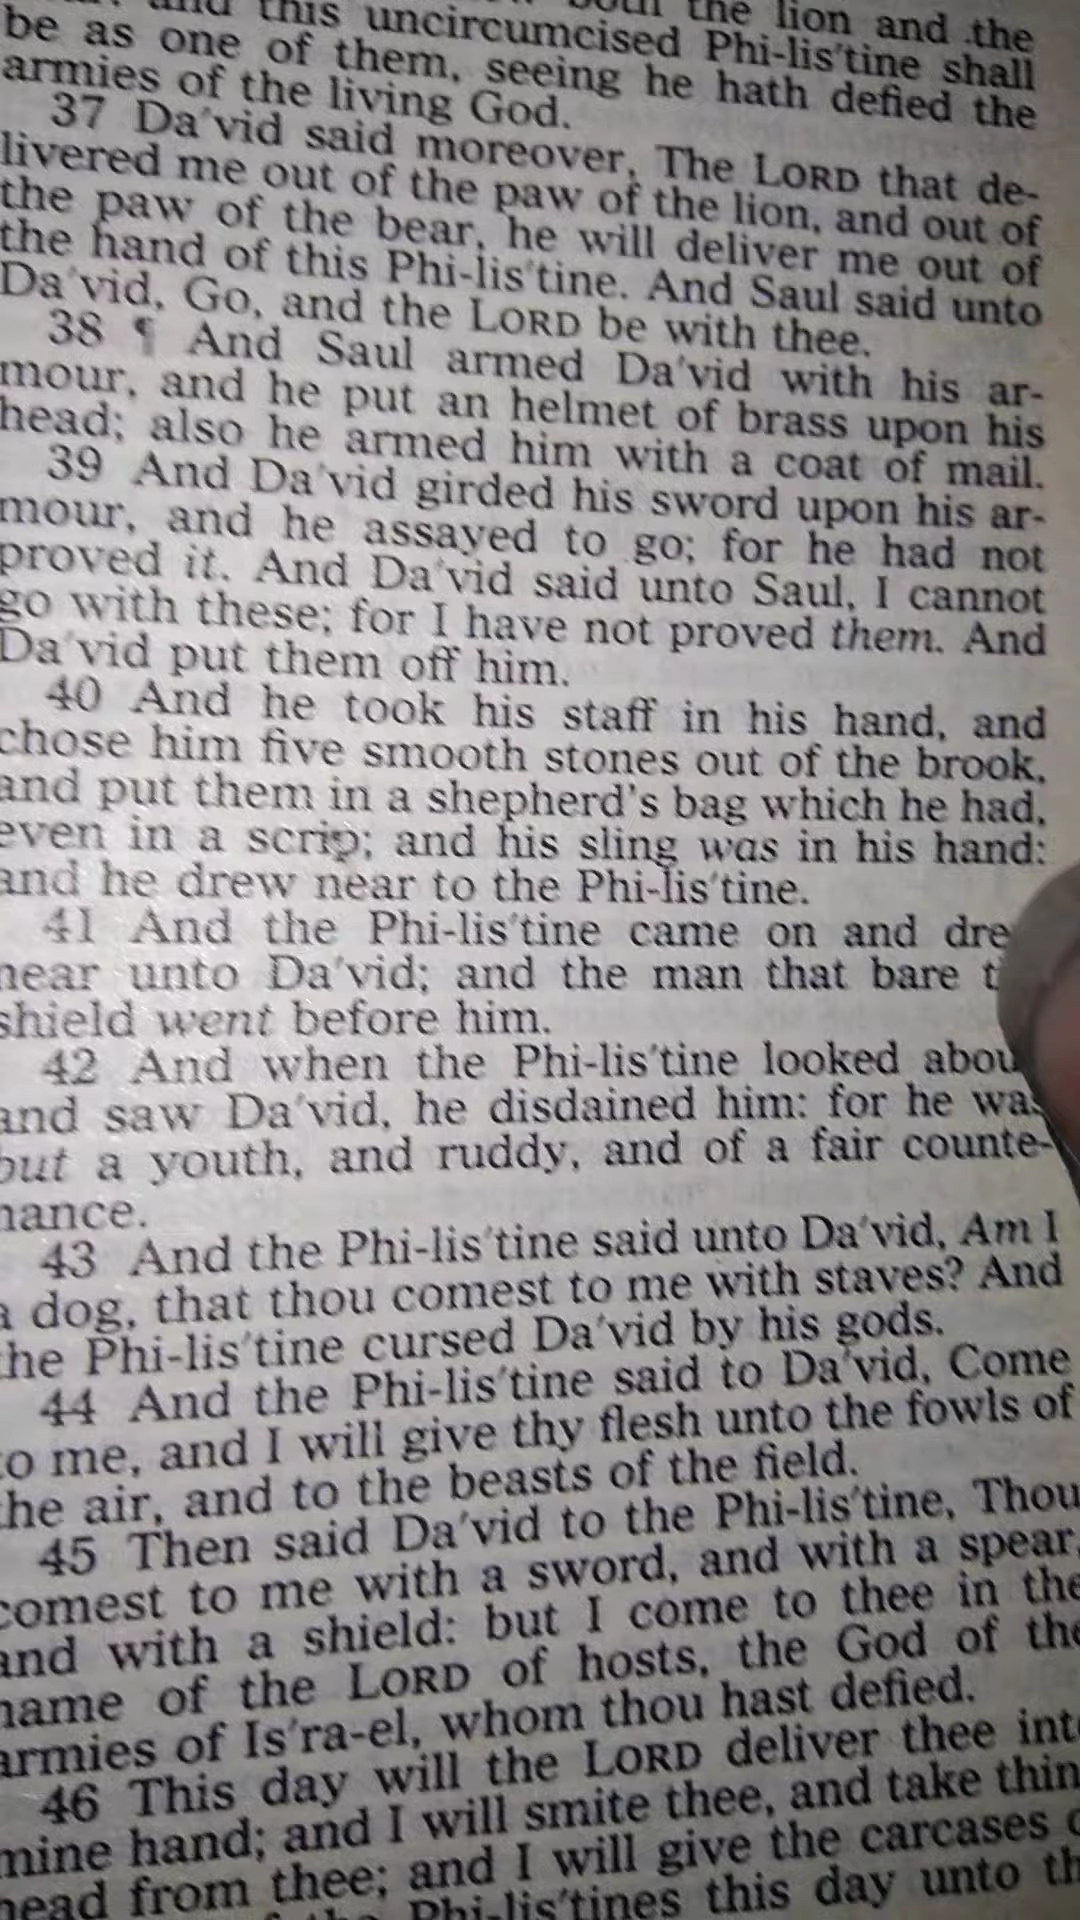 this uncircumcised Phi-lis′tine shall
be as one of them, seeing he hath defied the
armies of the living God.
37 Da′vid said moreover, The LORD that de-
livered me out of the paw of the lion, and out of
the paw of the bear, he will deliver me out of
the hand of this Phi-lis′tine. And Saul said unto
Da′vid, Go, and the LORD be with thee.
38 ¶ And Saul armed Da′vid with his ar-
mour, and he put an helmet of brass upon his
head; also he armed him with a coat of mail.
39 And Da′vid girded his sword upon his ar-
mour, and he assayed to go; for he had not
proved it. And Da′vid said unto Saul, I cannot
go with these; for I have not proved them. And
Da′vid put them off him.
40 And he took his staff in his hand, and
chose him five smooth stones out of the brook,
and put them in a shepherd's bag which he had,
even in a scrip; and his sling was in his hand:
and he drew near to the Phi-lis′tine.
41 And the Phi-lis′tine came on and dre
near unto Da′vid; and the man that bare t
shield went before him.
42 And when the Phi-lis′tine looked abou
and saw Da′vid, he disdained him: for he was
but a youth, and ruddy, and of a fair counte-
nance.
43 And the Phi-lis′tine said unto Da′vid, Am I
a dog, that thou comest to me with staves? And
the Phi-lis′tine cursed Da′vid by his gods.
44 And the Phi-lis′tine said to Da′vid, Come
to me, and I will give thy flesh unto the fowls of
the air, and to the beasts of the field.
45 Then said Da′vid to the Phi-lis′tine, Thou
comest to me with a sword, and with a spear,
and with a shield: but I come to thee in the
name of the LORD of hosts, the God of the
armies of Is′ra-el, whom thou hast defied.
46 This day will the LORD deliver thee int
mine hand; and I will smite thee, and take thin
head from thee; and I will give the carcases
the Phi-lis′tines this day unto th